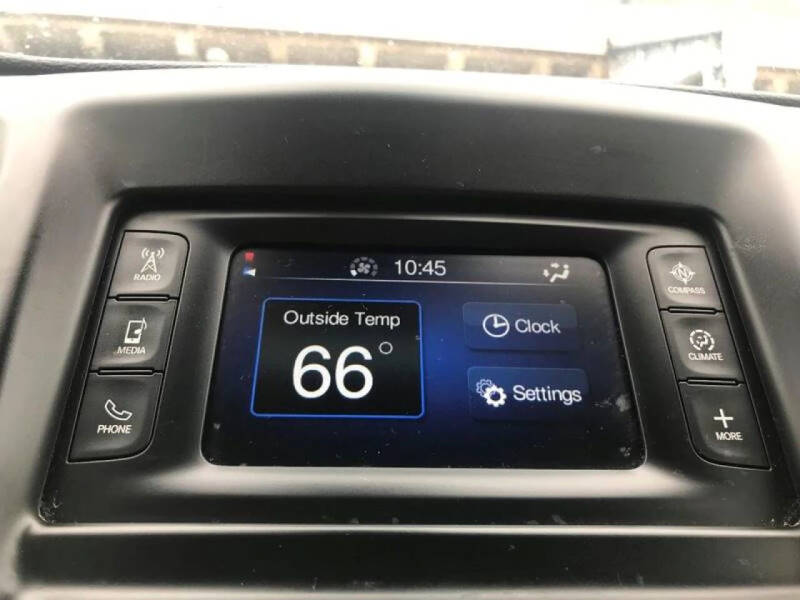 RADIO
MEDIA
PHONE
10:45
Outside Temp
66°
Clock
Settings
N
COMPASS
CLIMATE
MORE